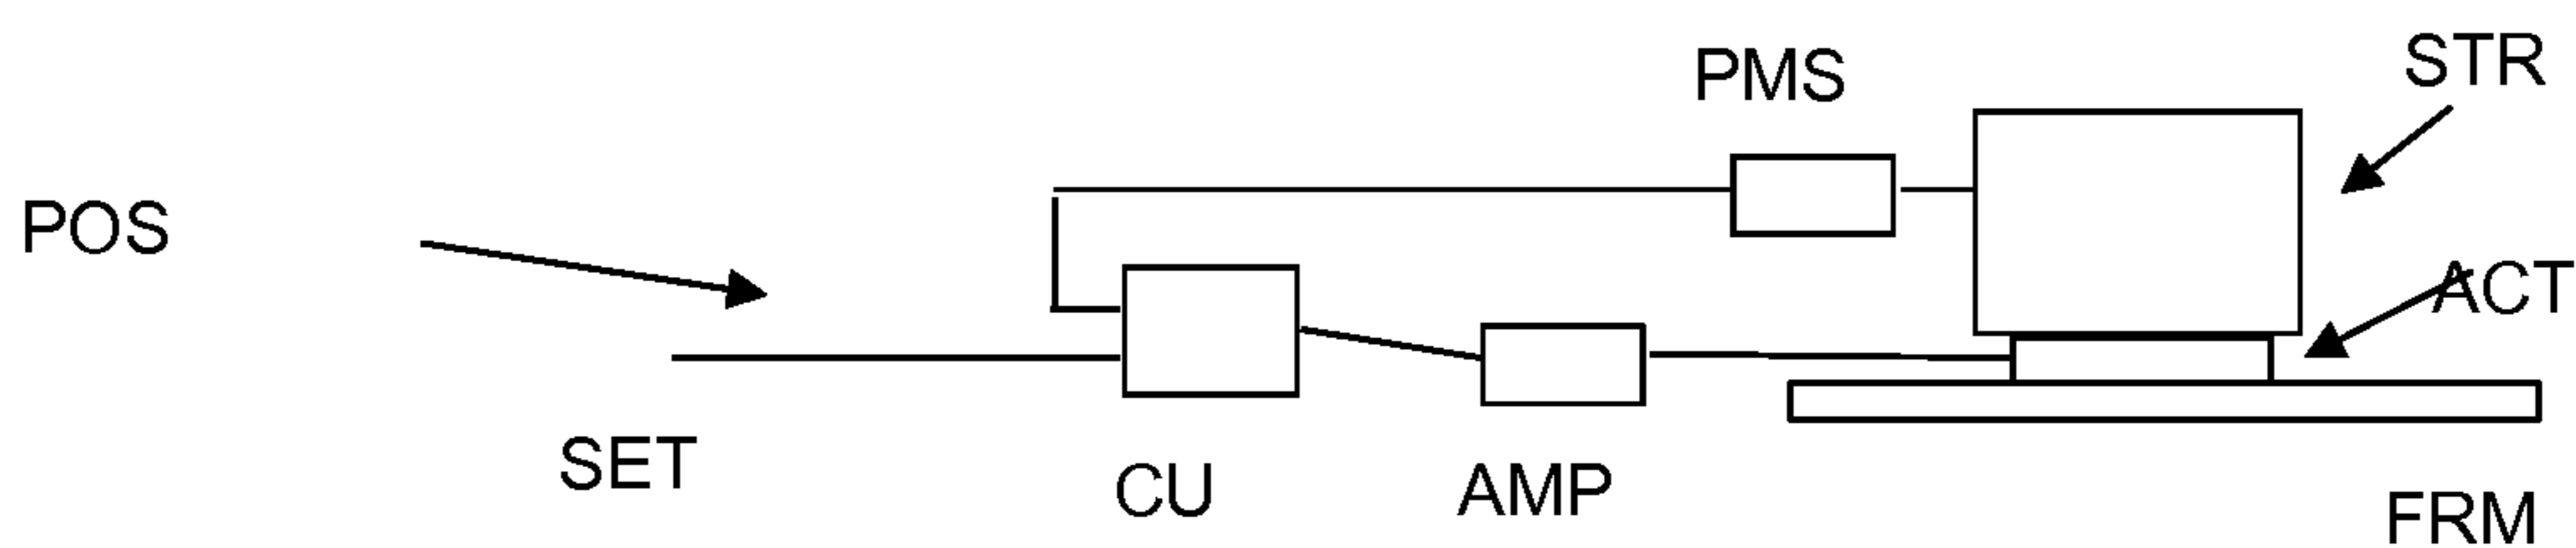 STR
PMS
POS
ACT
SET
CU
AMP
FRM